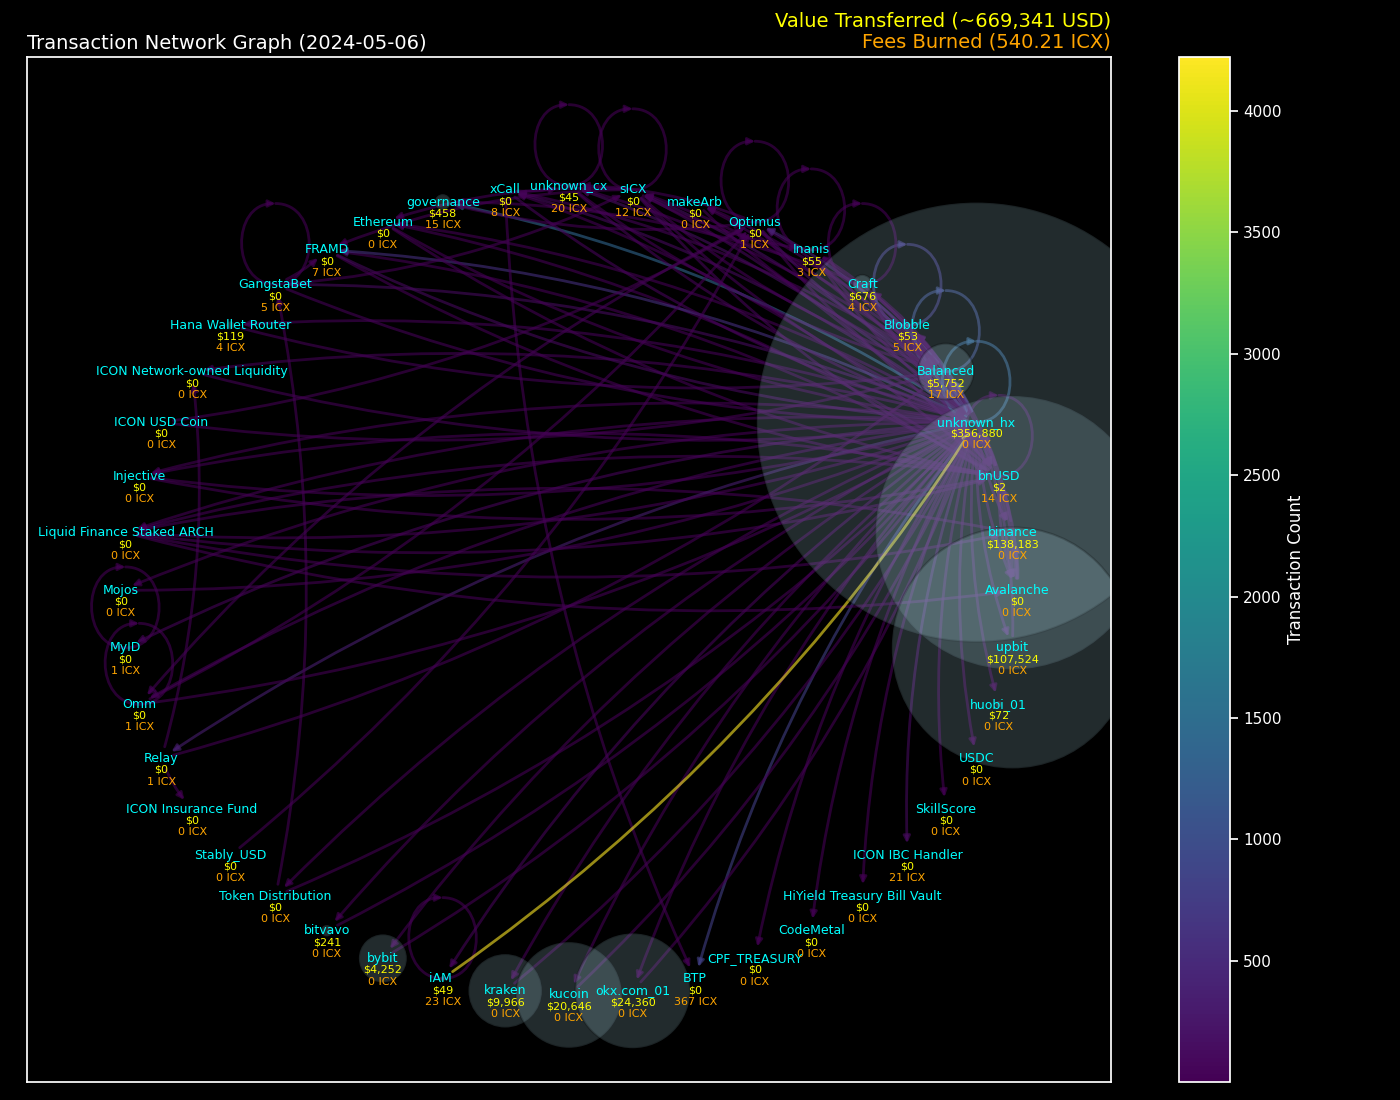 Value Transferred (~669,341 USD)
Transaction Network Graph (2024-05-06)
Fees Burned (540.21 ICX)
unknown_cx
$45
20 ICX
xCall
$0
8 ICX
sICX
$0
12 ICX
governance
$458
15 ICX
makeArb
$0
0 ICX
Ethereum
$0
0 ICX
Optimus
$0
1 ICX
FRAMD
$0
7 ICX
Inanis
$55
3 ICX
GangstaBet
$0
5 ICX
Craft
$676
4 ICX
Hana Wallet Router
$119
4 ICX
Blobble
$53
5 ICX
ICON Network-owned Liquidity
$0
0 ICX
Balanced
$5,752
17 ICX
ICON USD Coin
$0
0 ICX
unknown_hx
$356,880
0 ICX
Injective
$0
0 ICX
bnUSD
$2
14 ICX
Liquid Finance Staked ARCH
$0
0 ICX
binance
$138,183
0 ICX
Mojos
$0
0 ICX
Avalanche
$0
0 ICX
MyID
$0
1 ICX
upbit
$107,524
0 ICX
Omm
$0
1 ICX
huobi_01
$72
0 ICX
Relay
$0
1 ICX
USDC
$0
0 ICX
ICON Insurance Fund
$0
0 ICX
SkillScore
$0
0 ICX
Stably_USD
$0
0 ICX
ICON IBC Handler
$0
21 ICX
Token Distribution
$0
0 ICX
HiYield Treasury Bill Vault
$0
0 ICX
bitvavo
$241
0 ICX
CodeMetal
$0
0 ICX
bybit
$4,252
0 ICX
CPF_TREASURY
$0
0 ICX
iAM
$49
23 ICX
BTP
$0
367 ICX
kraken
$9,966
0 ICX
kucoin
$20,646
0 ICX
okx.com_01
$24,360
0 ICX
4000
3500
3000
2500
2000
1500
1000
500
Transaction Count